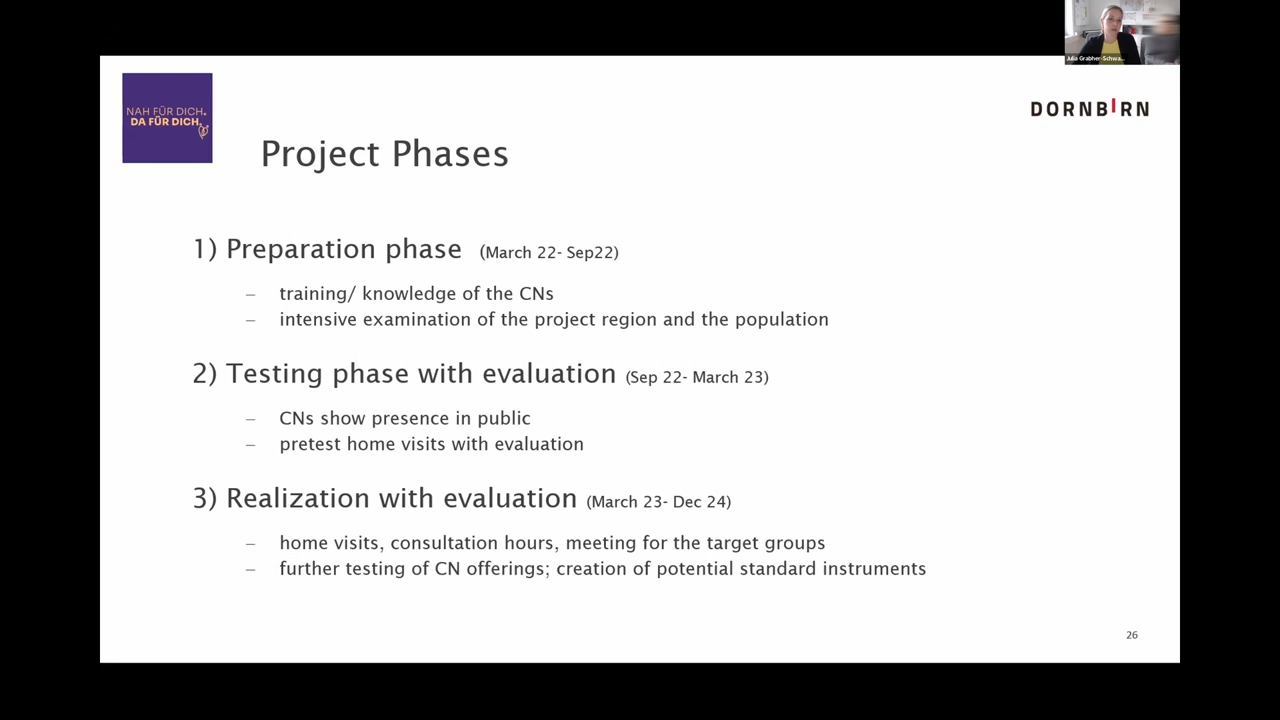 Julia Grabher-Schwa...
NAH FÜR DICH.
DA FÜR DICH.
DORNBIRN
Project Phases
1) Preparation phase (March 22- Sep22)
– training/ knowledge of the CNs
– intensive examination of the project region and the population
2) Testing phase with evaluation (Sep 22- March 23)
– CNs show presence in public
– pretest home visits with evaluation
3) Realization with evaluation (March 23- Dec 24)
– home visits, consultation hours, meeting for the target groups
– further testing of CN offerings; creation of potential standard instruments
26